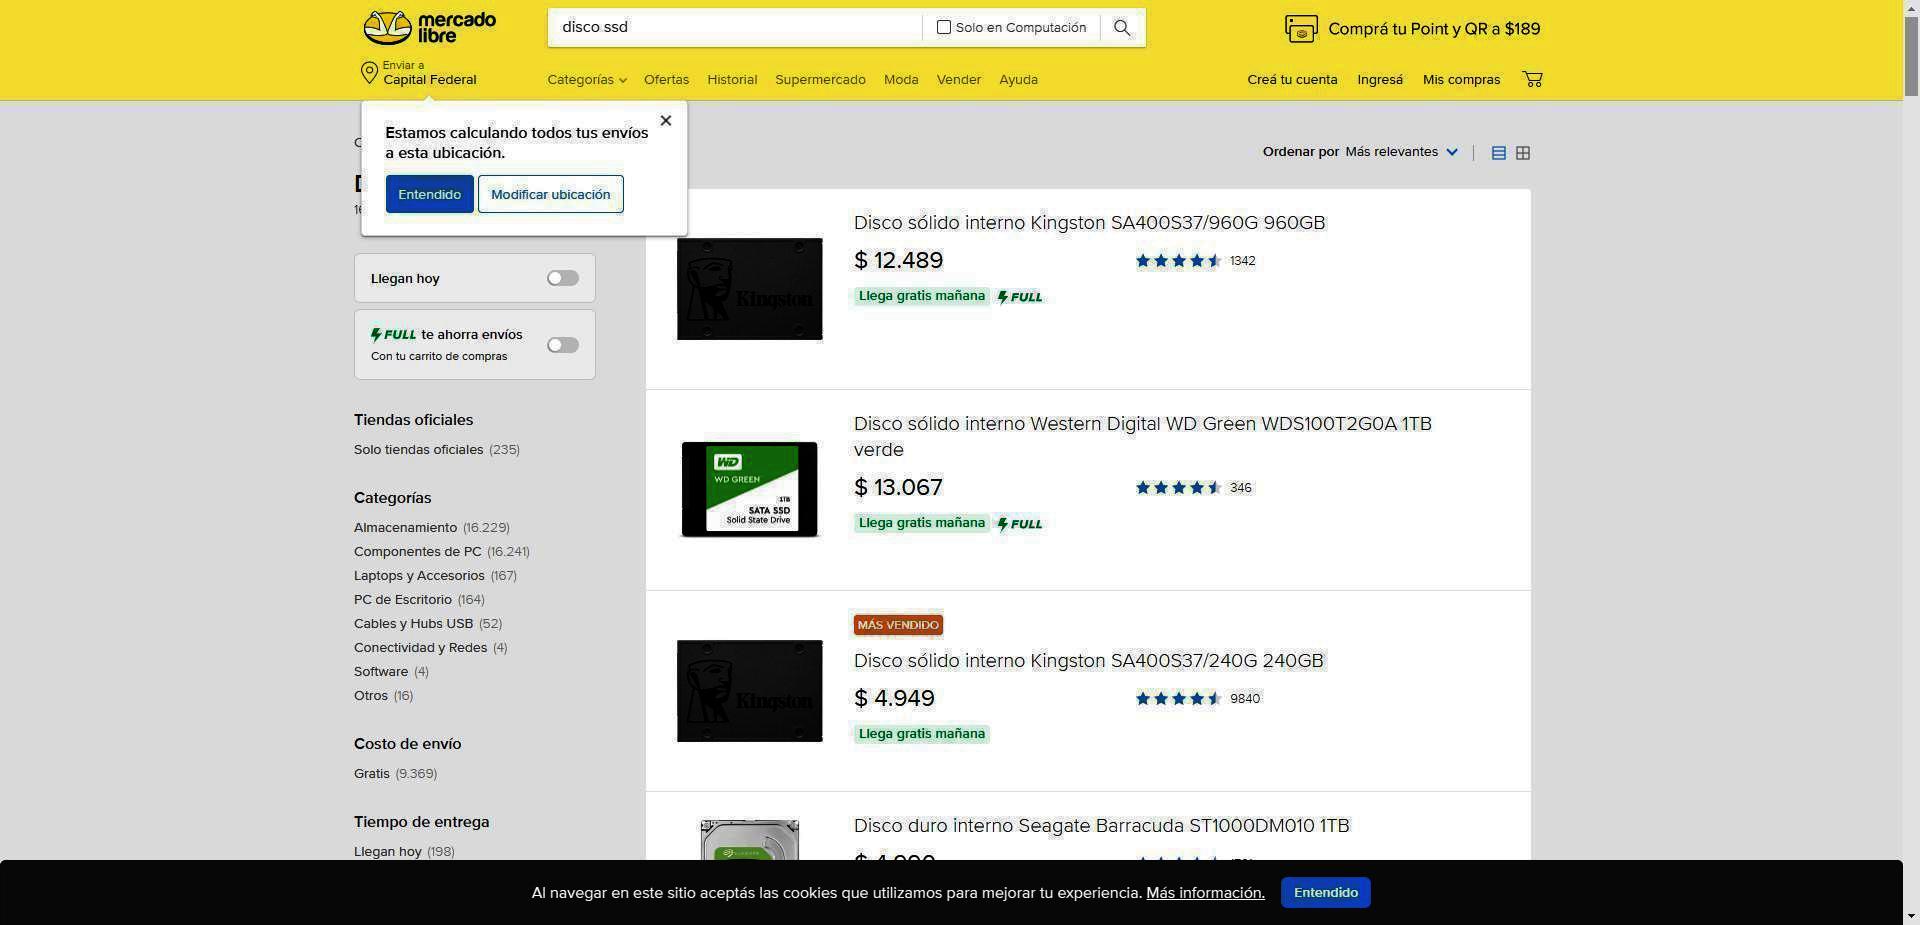 mercado
libre
disco ssd
Solo en Computación
Comprá tu Point y QR a $189
Enviar a
Capital Federal
Categorías
Ofertas
Historial
Supermercado
Moda
Vender
Ayuda
Creá tu cuenta
Ingresá
Mis compras
Estamos calculando todos tus envíos
a esta ubicación.
Entendido
Modificar ubicación
Ordenar por Más relevantes
Llegan hoy
FULL te ahorra envíos
Con tu carrito de compras
Tiendas oficiales
Solo tiendas oficiales (235)
Categorías
Almacenamiento (16.229)
Componentes de PC (16.241)
Laptops y Accesorios (167)
PC de Escritorio (164)
Cables y Hubs USB (52)
Conectividad y Redes (4)
Software (4)
Otros (16)
Costo de envío
Gratis (9.369)
Tiempo de entrega
Llegan hoy (198)
Kingston
Disco sólido interno Kingston SA400S37/960G 960GB
$ 12.489
1342
Llega gratis mañana FULL
WD
WD GREEN
1TB
SATA SSD
Solid State Drive
Disco sólido interno Western Digital WD Green WDS100T2G0A 1TB
verde
$ 13.067
346
Llega gratis mañana FULL
Kingston
MÁS VENDIDO
Disco sólido interno Kingston SA400S37/240G 240GB
$ 4.949
9840
Llega gratis mañana
Disco duro interno Seagate Barracuda ST1000DM010 1TB
Al navegar en este sitio aceptás las cookies que utilizamos para mejorar tu experiencia. Más información.
Entendido